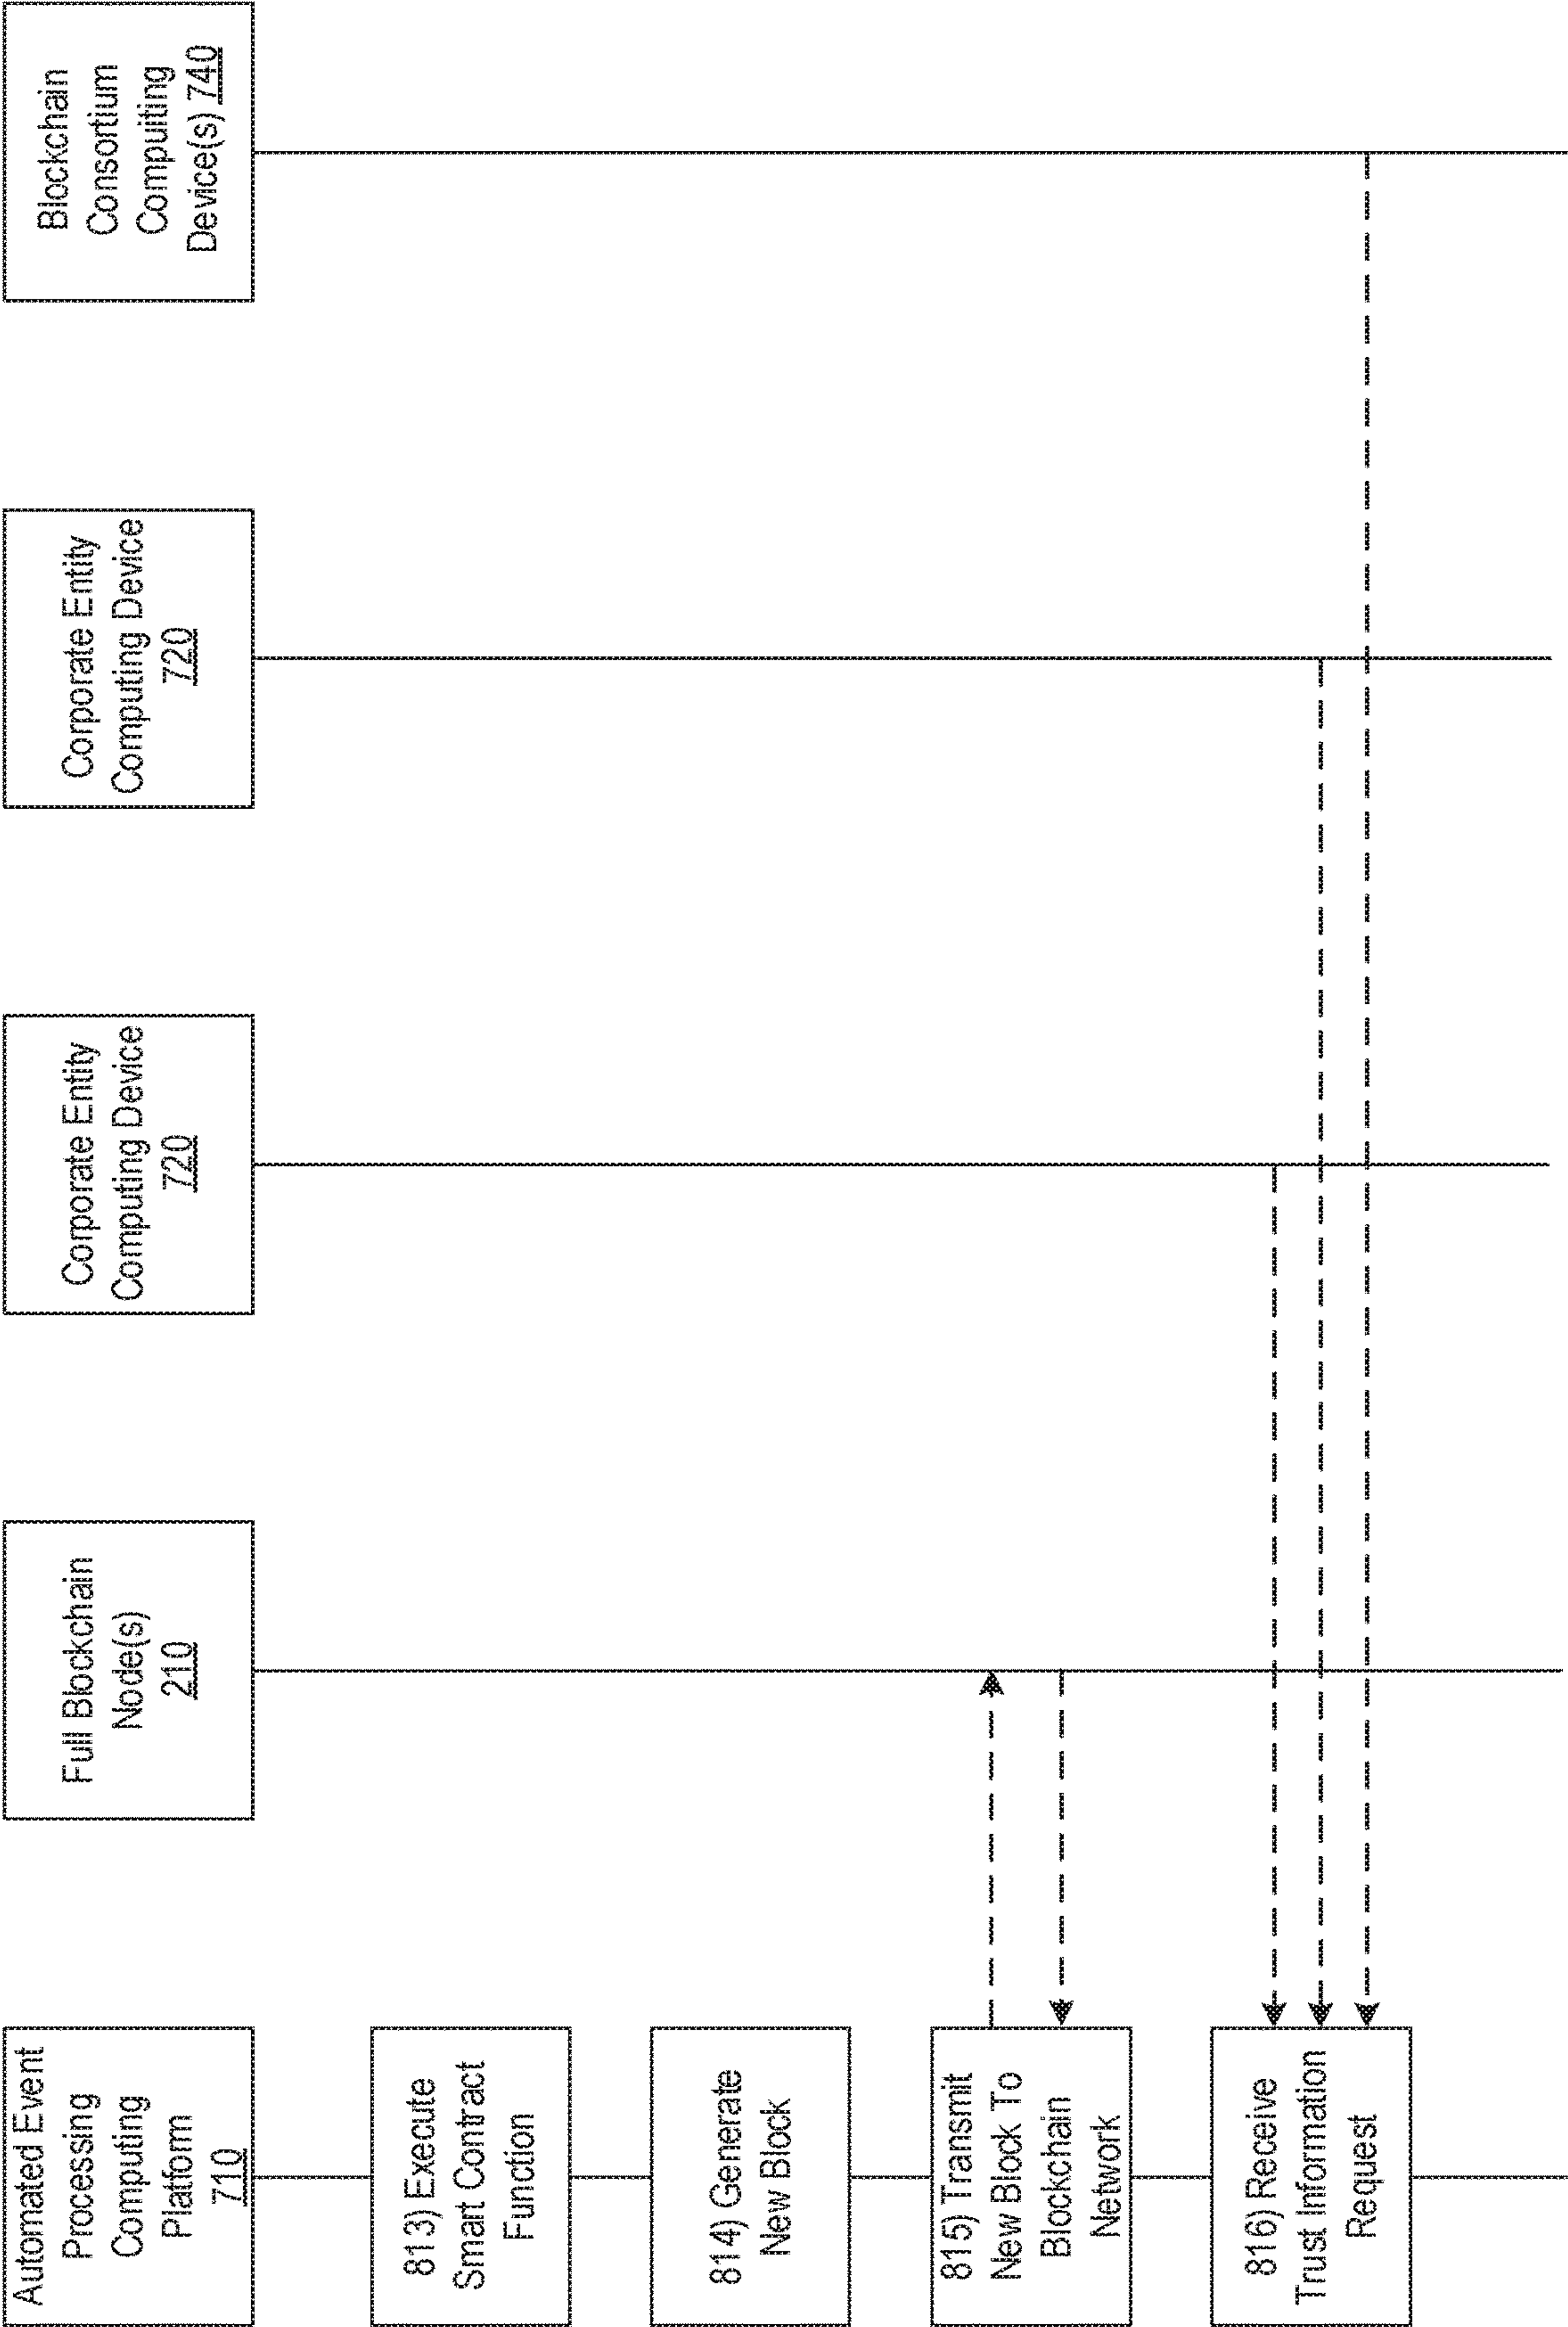 Automated Event
Processing
Computing
Platform
710
Full Blockchain
Node(s)
210
Corporate Entity
Computing Device
720
Corporate Entity
Computing Device
720
Blockchain
Consortium
Compuiting
Device(s) 740
813) Execute
Smart Contract
Function
814) Generate
New Block
815) Transmit
New Block To
Blockchain
Network
816) Receive
Trust Information
Request